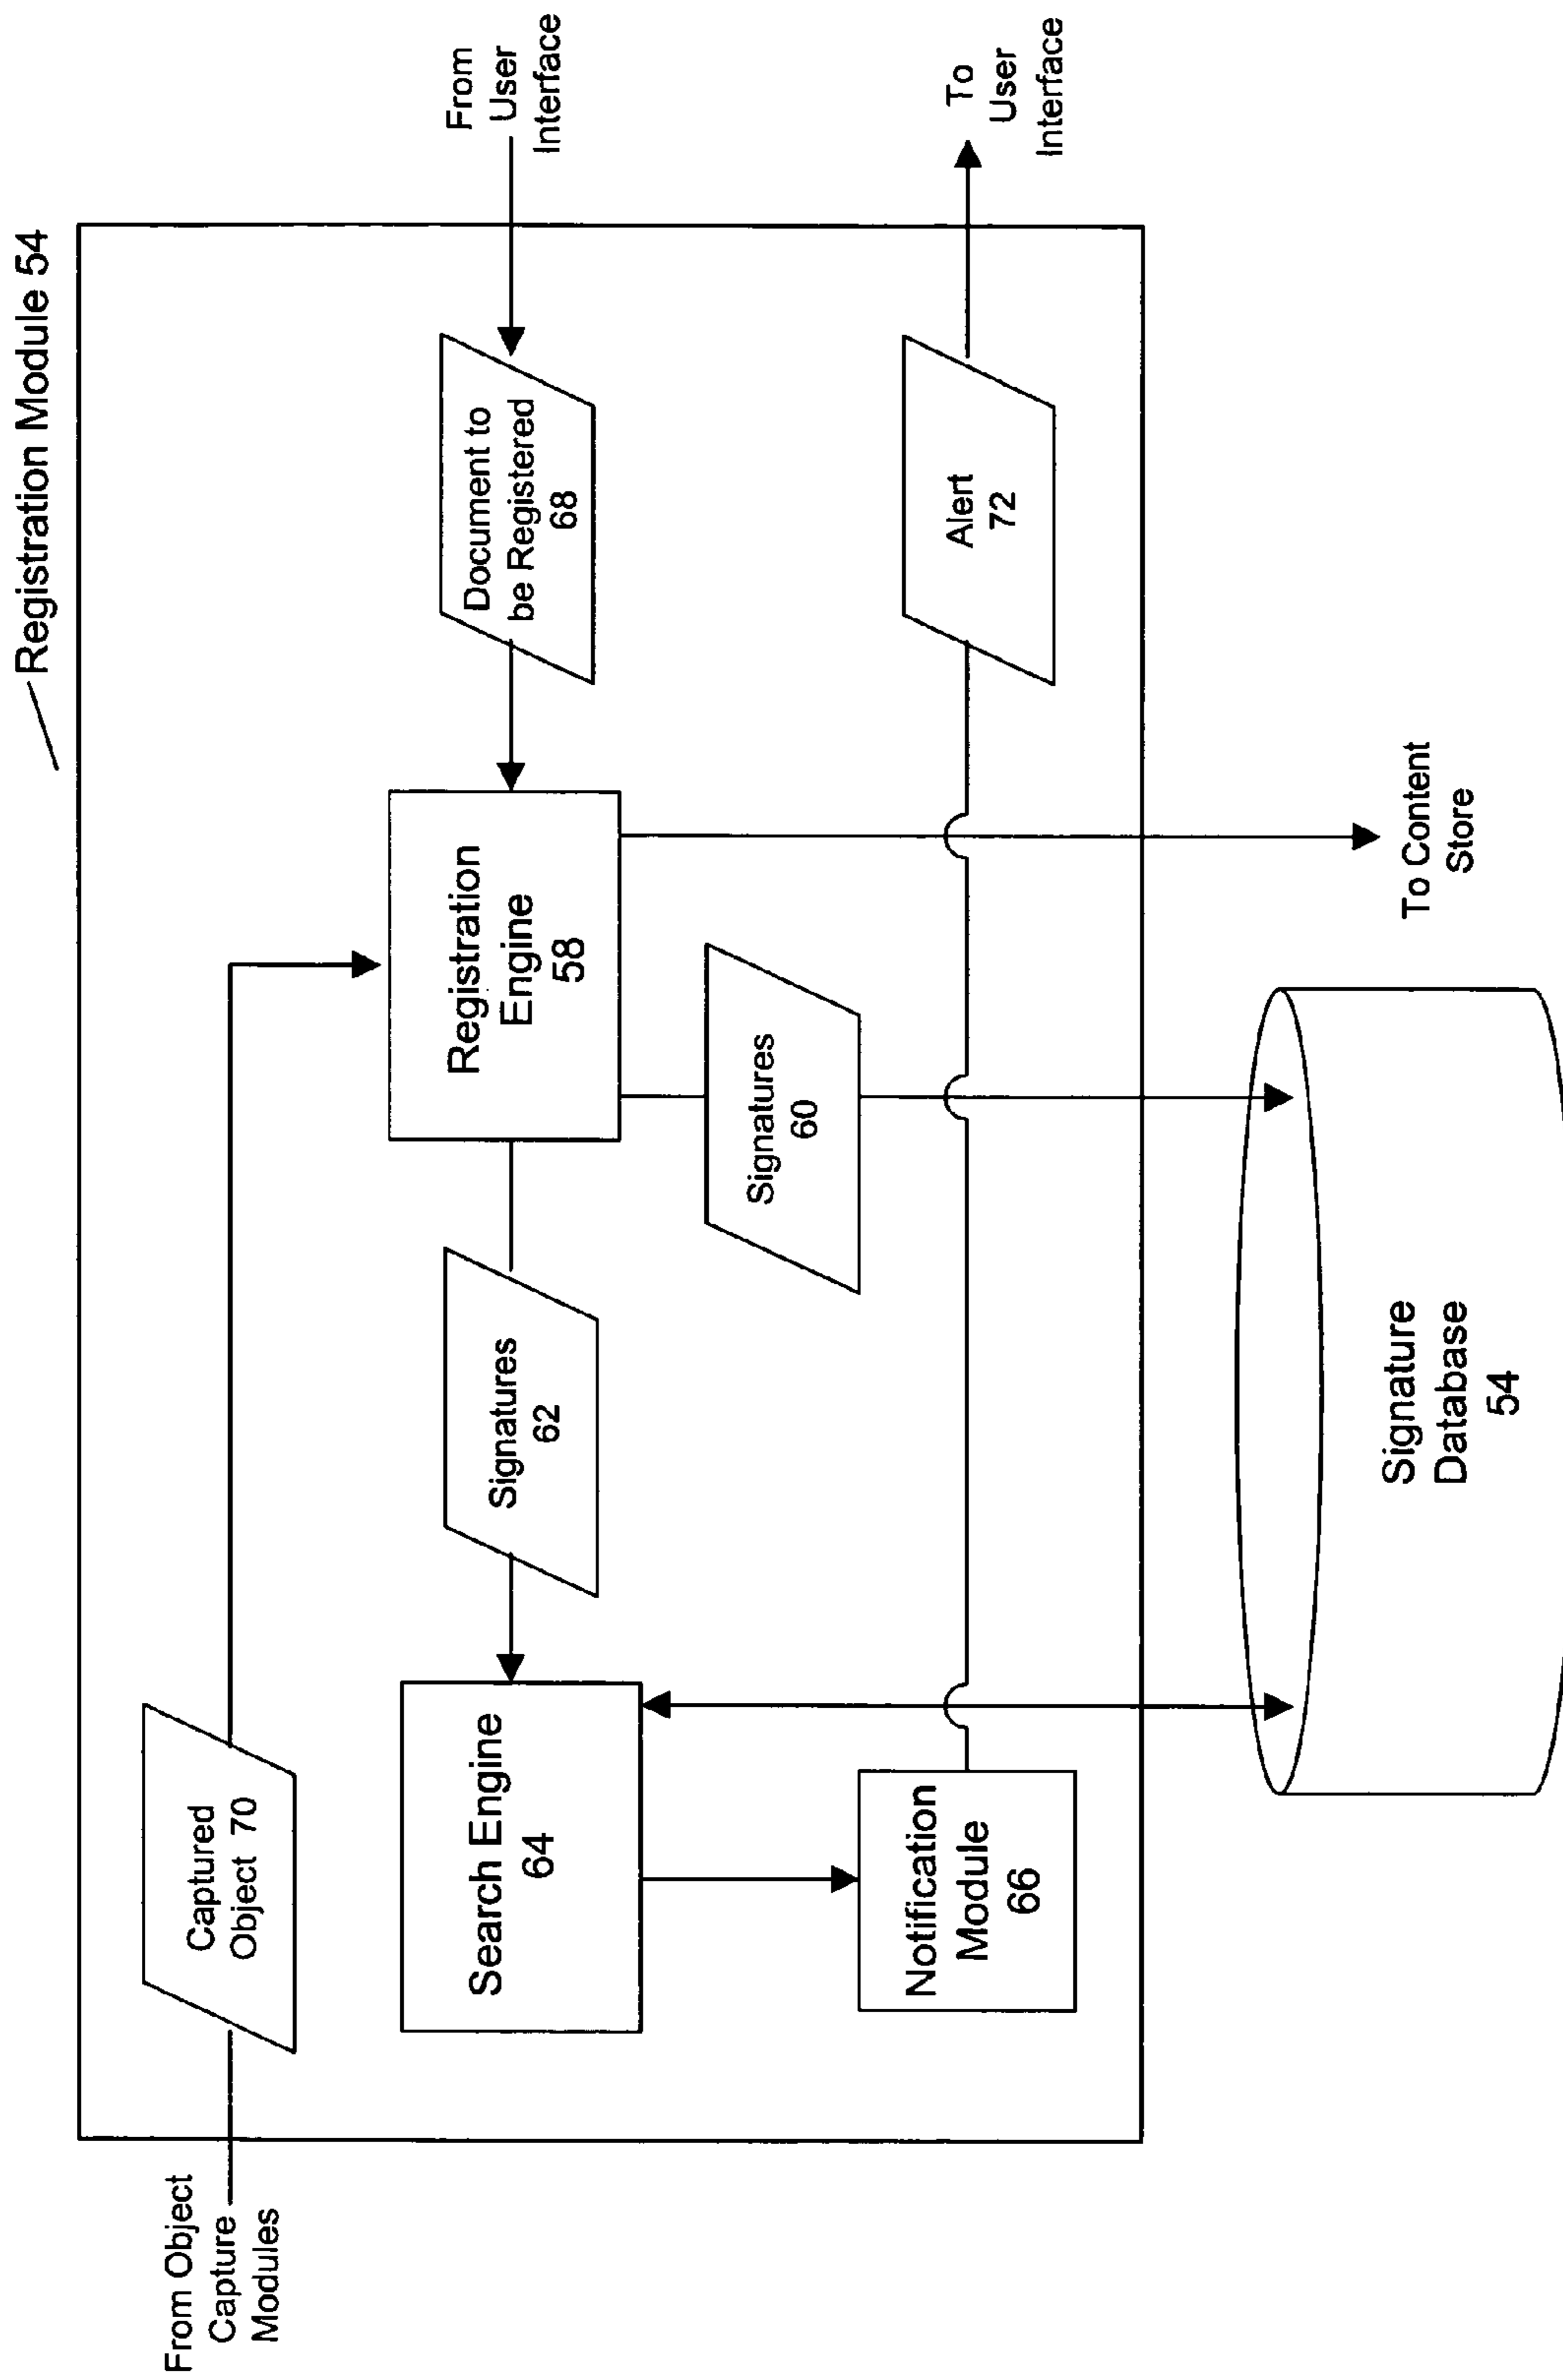 Registration Module 54
From Object
Capture
Modules
Captured
Object 70
Search Engine
64
Signatures
62
Registration
Engine
58
Document to
be Registered
68
From
User
Interface
Signatures
60
Notification
Module
66
Alert
72
To
User
Interface
Signature
Database
54
To Content
Store